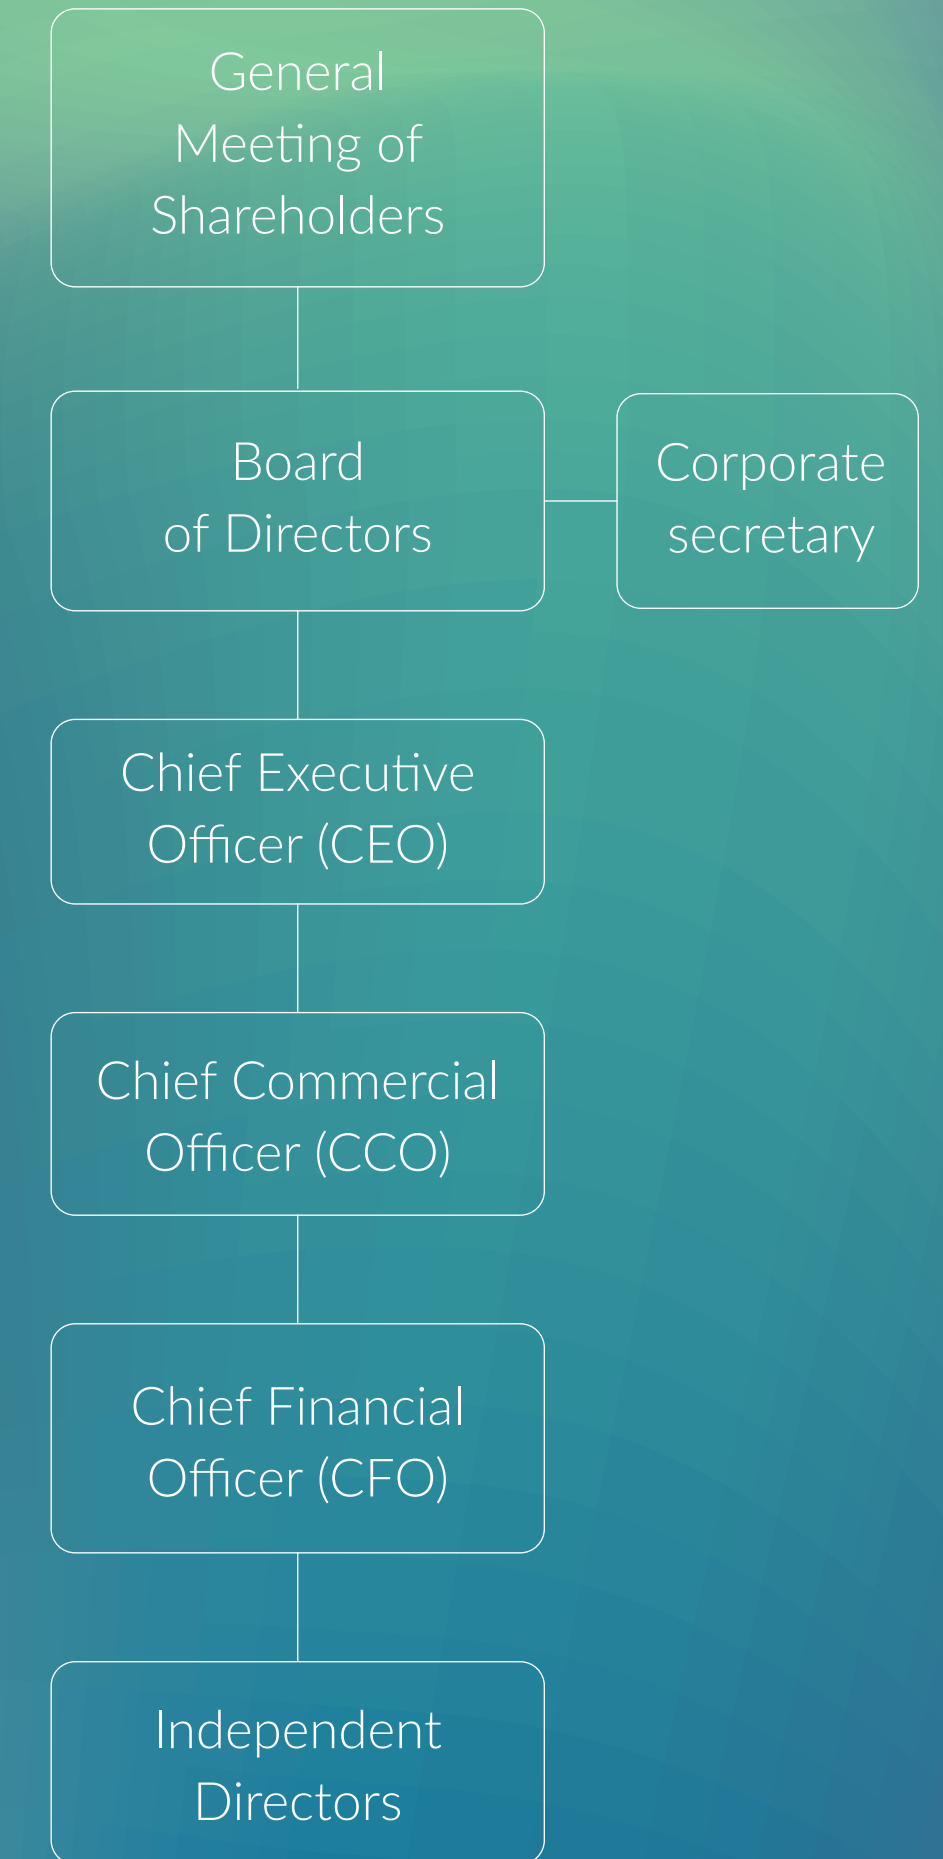 General
Meeting of
Shareholders
Board
of Directors
Corporate
secretary
Chief Executive
Officer (CEO)
Chief Commercial
Officer (CCO)
Chief Financial
Officer (CFO)
Independent
Directors